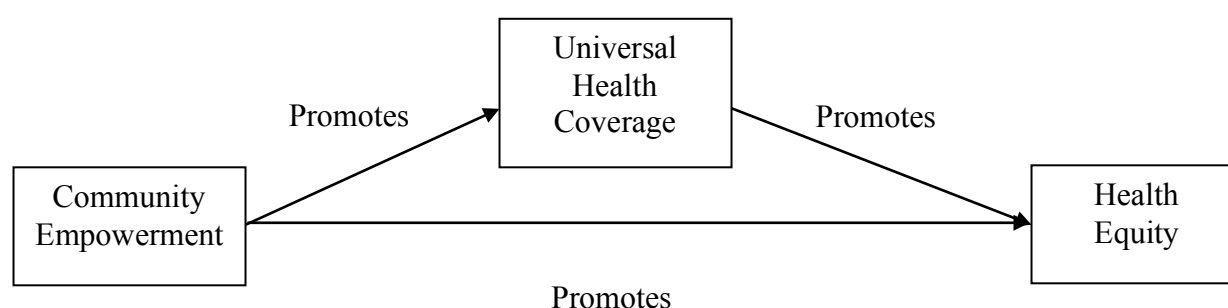 Universal
Health
Coverage
Promotes
Promotes
Community
Empowerment
Health
Equity
Promotes